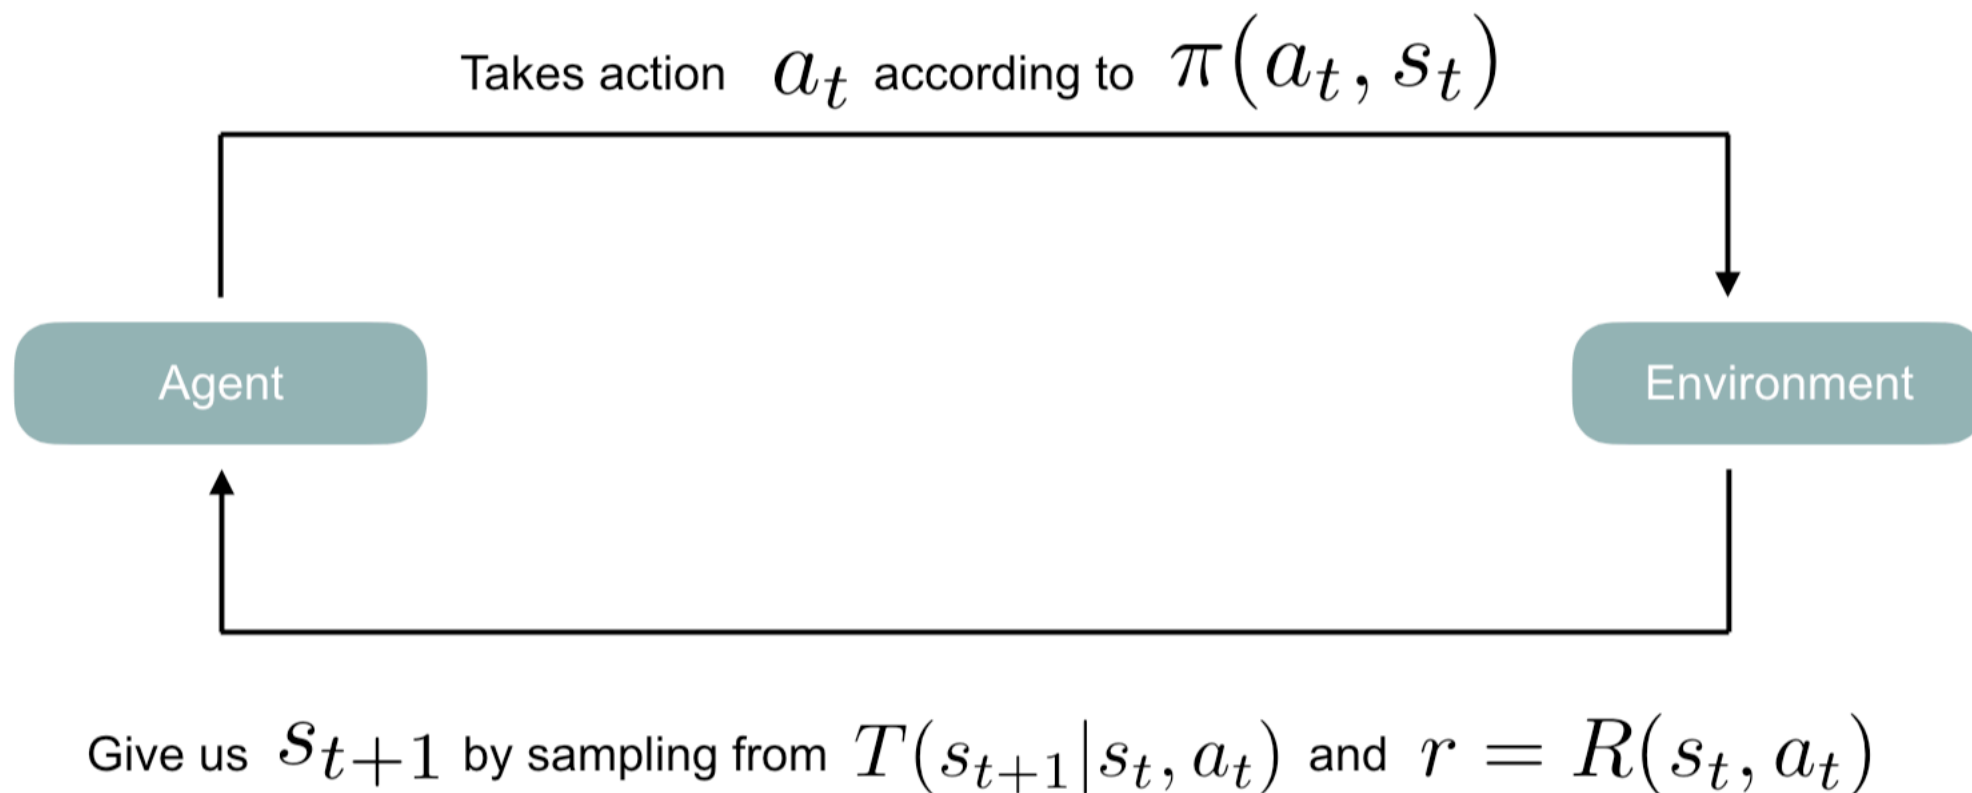 Takes action a_t according to π(a_t, s_t)
Agent
Environment
Give us s_{t+1} by sampling from T(s_{t+1}|s_t, a_t) and r = R(s_t, a_t)